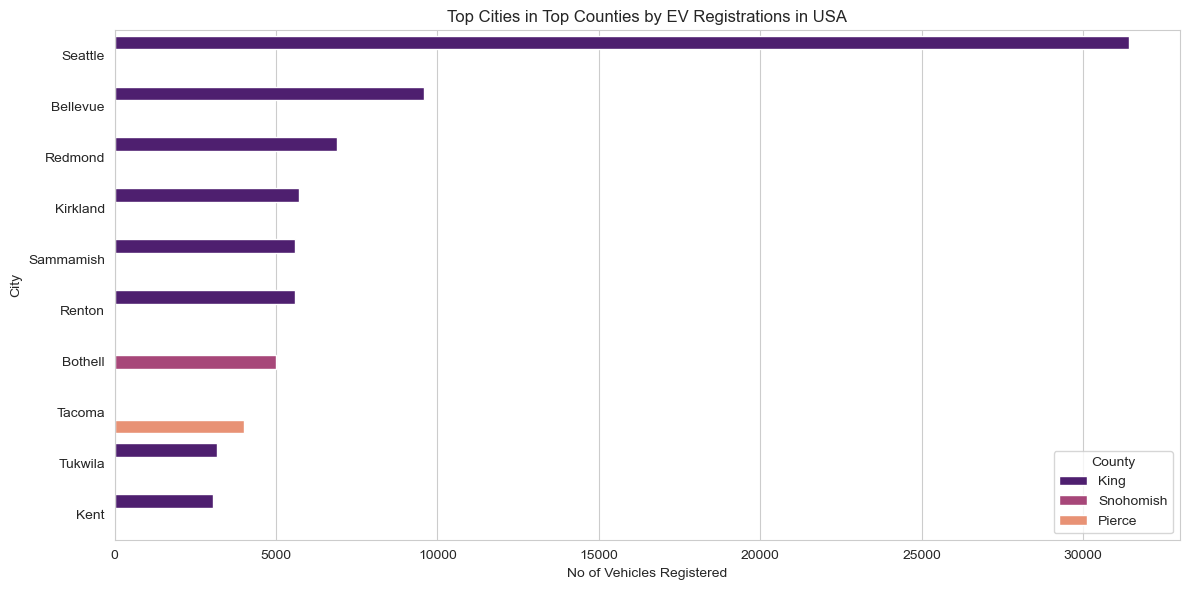 Top Cities in Top Counties by EV Registrations in USA
City
Seattle
Bellevue
Redmond
Kirkland
Sammamish
Renton
Bothell
Tacoma
Tukwila
Kent
County
King
Snohomish
Pierce
0 5000 10000 15000 20000 25000 30000
No of Vehicles Registered